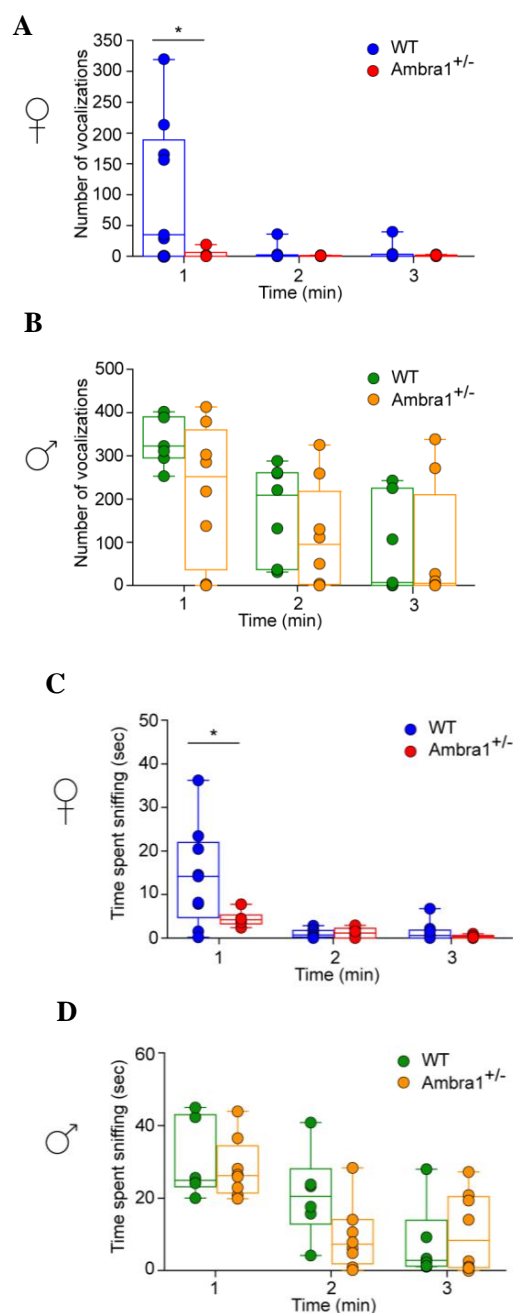 A
*
WT
Ambra1+/-
Number of vocalizations
350
300
250
200
150
100
50
0
1 2 3
Time (min)
B
WT
Ambra1+/-
Number of vocalizations
500
400
300
200
100
0
1 2 3
Time (min)
C
*
WT
Ambra1+/-
Time spent sniffing (sec)
50
40
30
20
10
0
1 2 3
Time (min)
D
WT
Ambra1+/-
Time spent sniffing (sec)
60
40
20
0
1 2 3
Time (min)